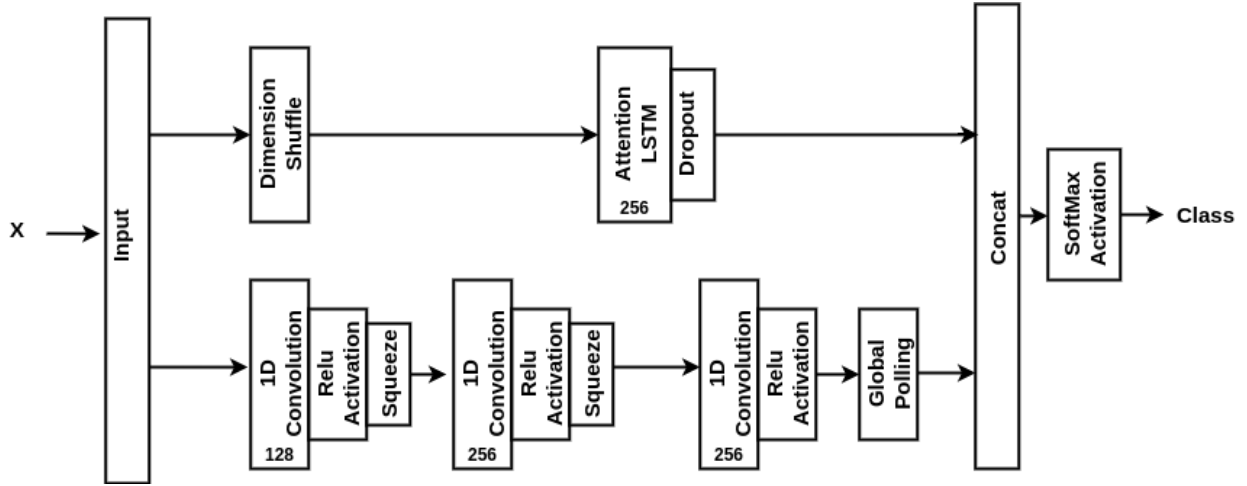 X
Input
Dimension
Shuffle
Attention
LSTM
256
Dropout
1D
Convolution
128
Relu
Activation
Squeeze
1D
Convolution
256
Relu
Activation
Squeeze
1D
Convolution
256
Relu
Activation
Global
Polling
Concat
SoftMax
Activation
Class